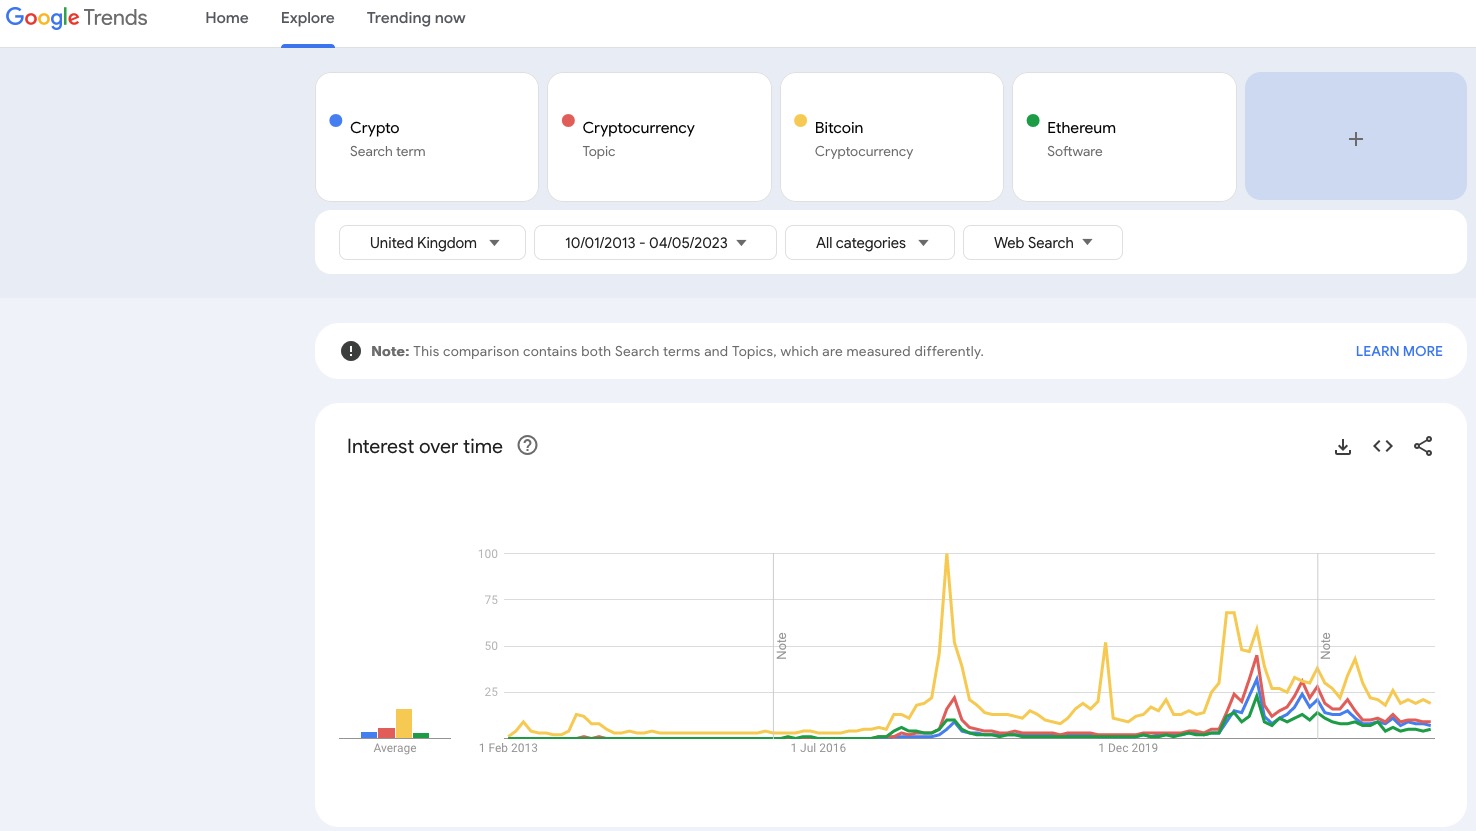 Google Trends Home Explore Trending now
Crypto
Search term
Cryptocurrency
Topic
Bitcoin
Cryptocurrency
Ethereum
Software
+
United Kingdom 10/01/2013 - 04/05/2023 All categories Web Search
! Note: This comparison contains both Search terms and Topics, which are measured differently. LEARN MORE
Interest over time ?
100
75
50
25
Note
Note
Average
1 Feb 2013 1 Jul 2016 1 Dec 2019